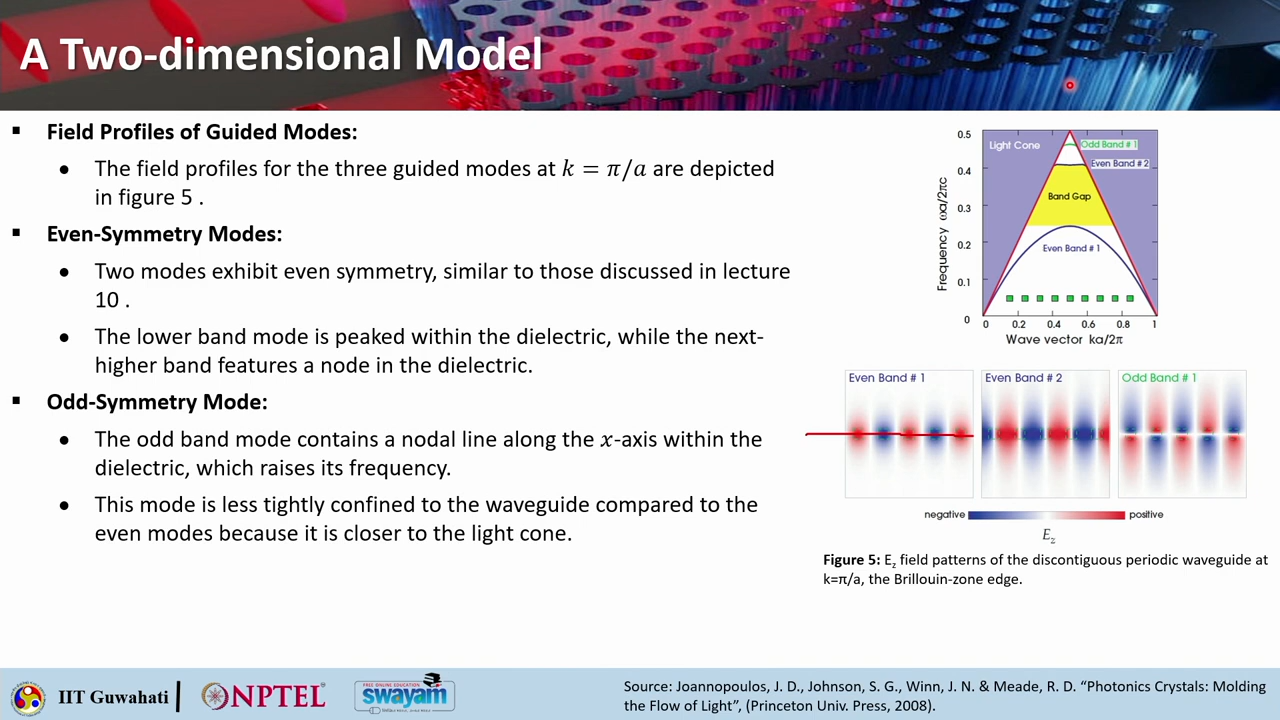 A Two-dimensional Model
▪ Field Profiles of Guided Modes:
● The field profiles for the three guided modes at k = π/a are depicted
in figure 5 .
▪ Even-Symmetry Modes:
● Two modes exhibit even symmetry, similar to those discussed in lecture
10 .
● The lower band mode is peaked within the dielectric, while the next-
higher band features a node in the dielectric.
▪ Odd-Symmetry Mode:
● The odd band mode contains a nodal line along the x-axis within the
dielectric, which raises its frequency.
● This mode is less tightly confined to the waveguide compared to the
even modes because it is closer to the light cone.
Frequency ωa/2πc
0.5
0.4
0.3
0.2
0.1
0
Light Cone
Odd Band # 1
Even Band # 2
Band Gap
Even Band # 1
0 0.2 0.4 0.6 0.8 1
Wave vector ka/2π
Even Band # 1
Even Band # 2
Odd Band # 1
negative positive
E_z
Figure 5: E_z field patterns of the discontiguous periodic waveguide at
k=π/a, the Brillouin-zone edge.
IIT Guwahati
NPTEL
FREE ONLINE EDUCATION
swayam
Source: Joannopoulos, J. D., Johnson, S. G., Winn, J. N. & Meade, R. D. “Photonics Crystals: Molding
the Flow of Light”, (Princeton Univ. Press, 2008).